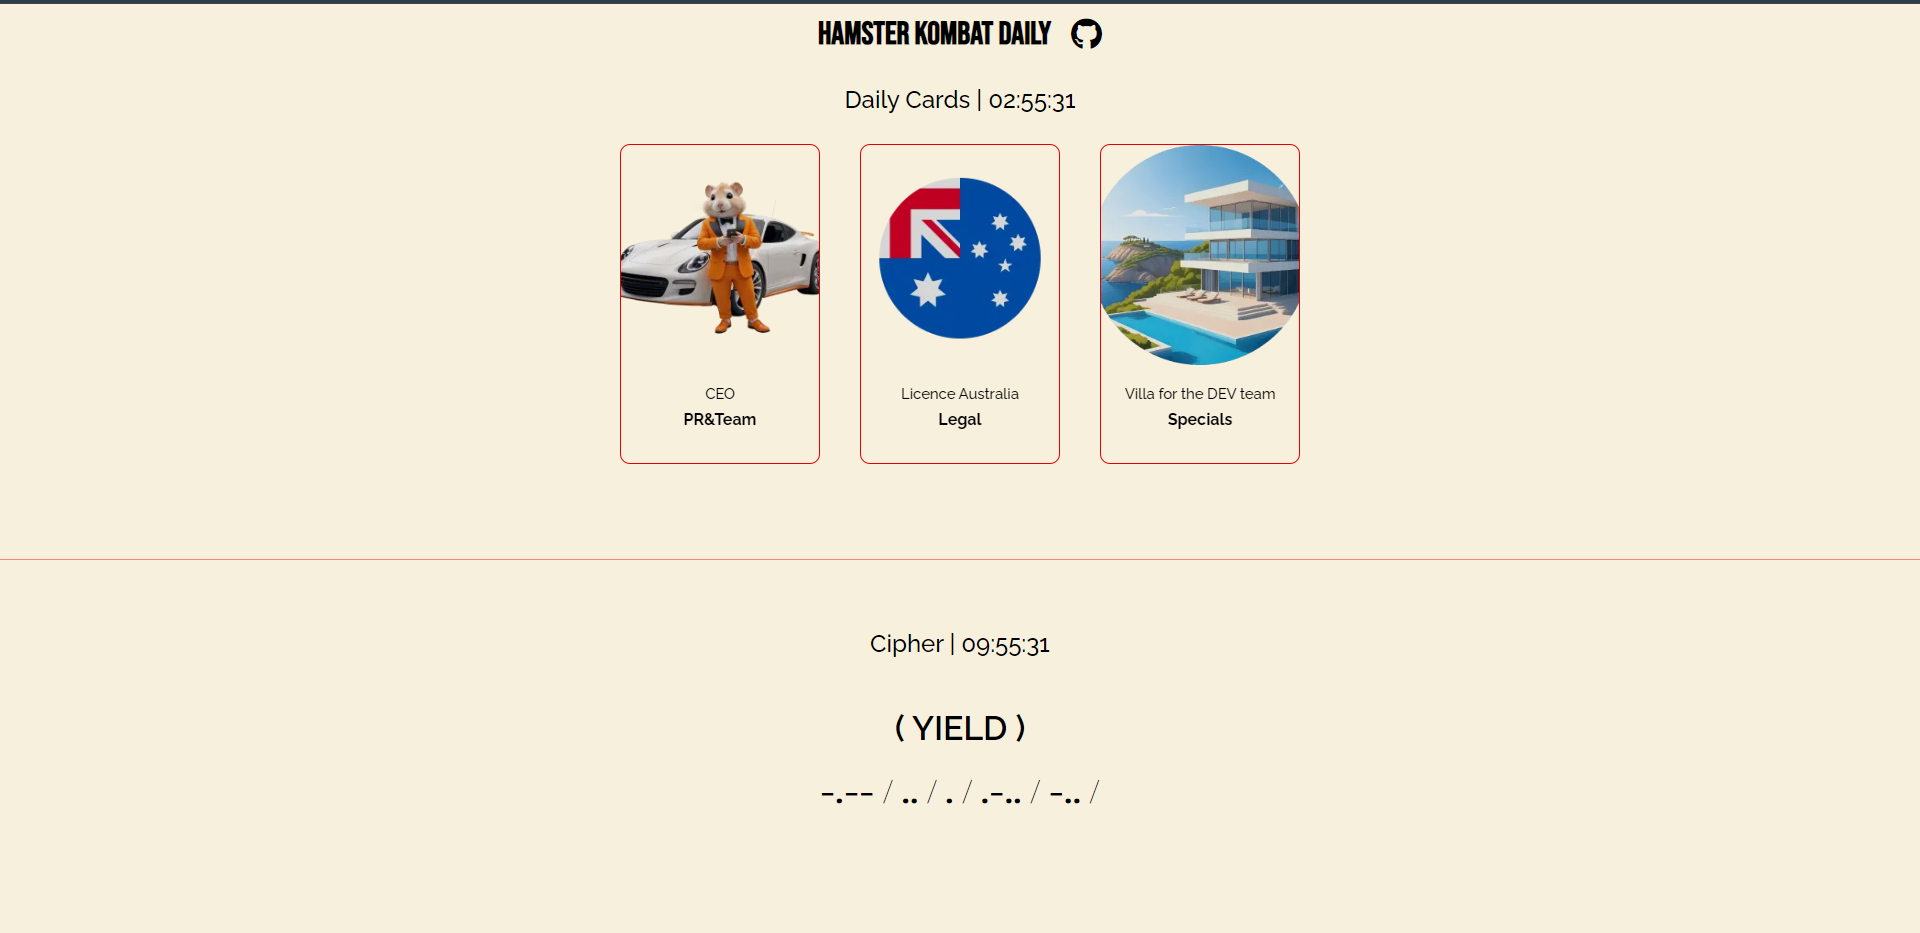 HAMSTER KOMBAT DAILY
Daily Cards | 02:55:31
CEO
PR&Team
Licence Australia
Legal
Villa for the DEV team
Specials
Cipher | 09:55:31
( YIELD )
-.-- / .. / . / .-.. / -.. /